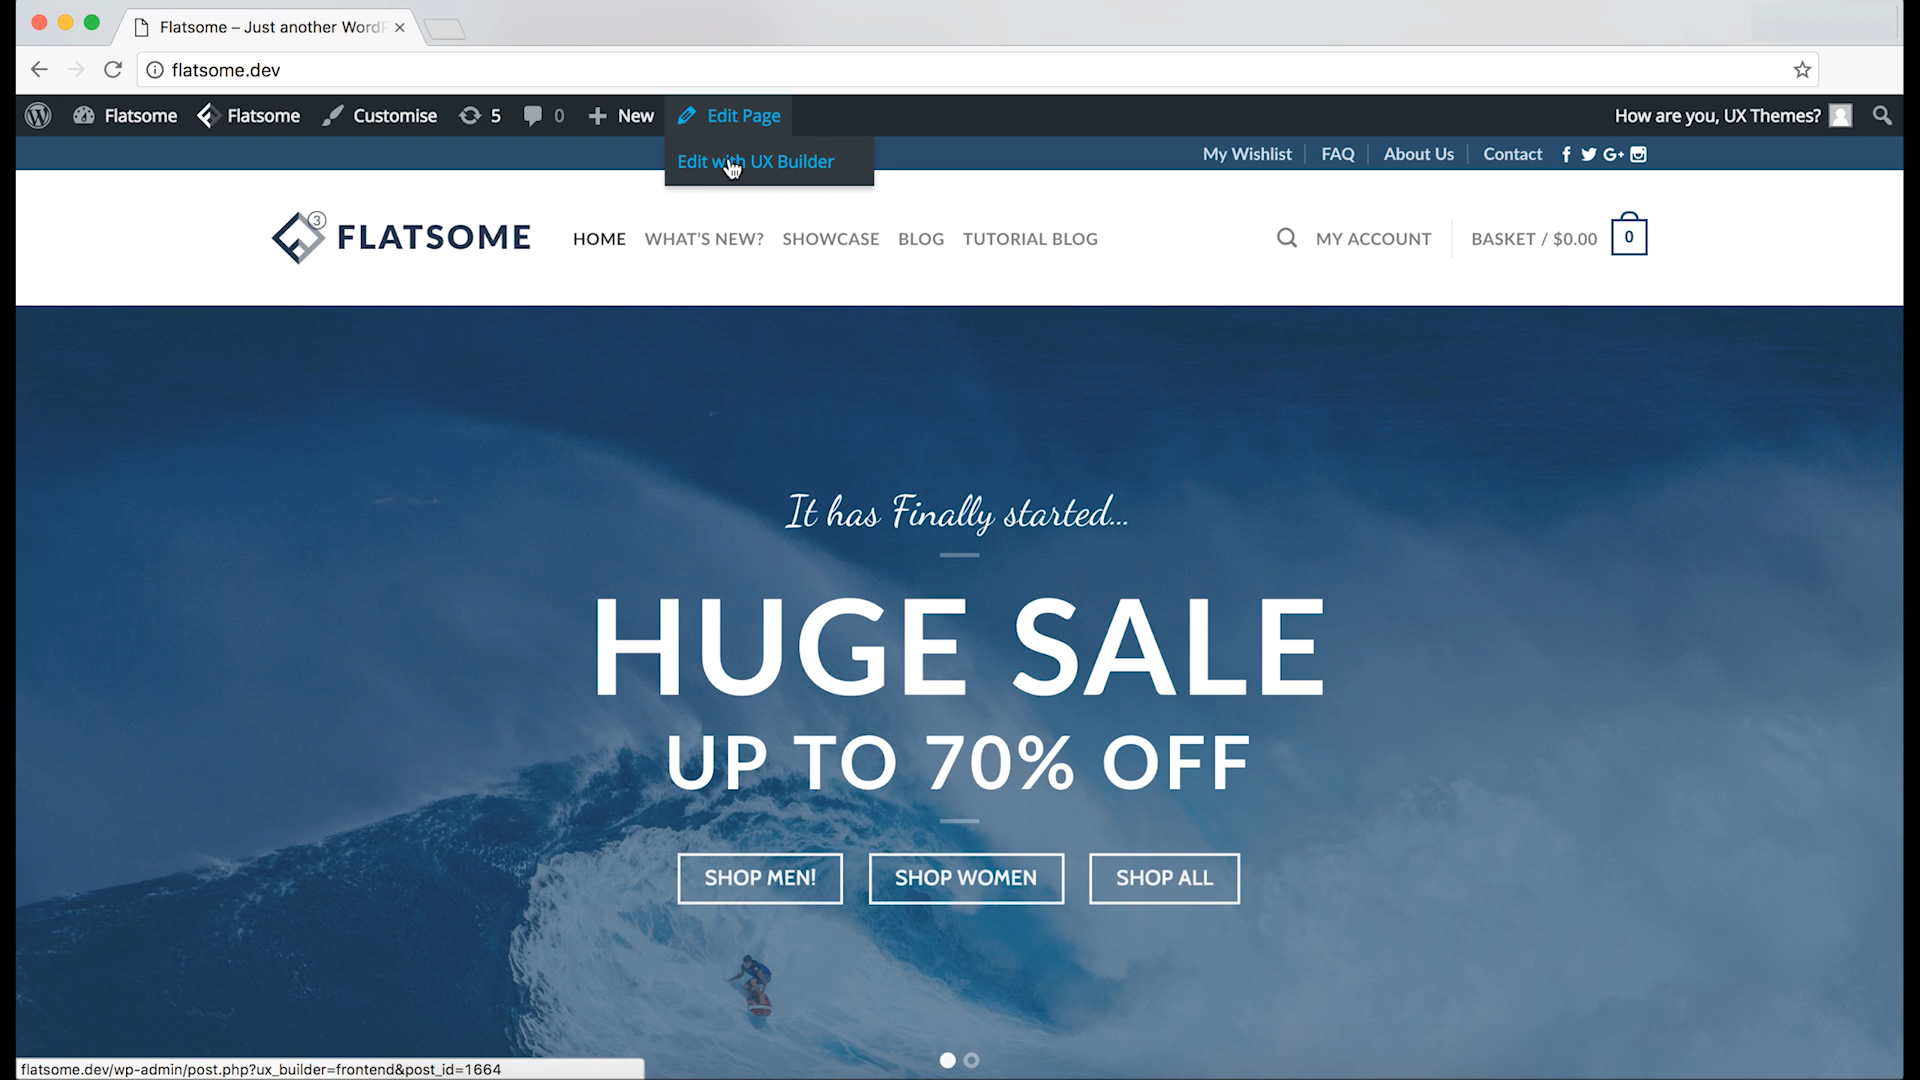 Flatsome – Just another Word
flatsome.dev
Flatsome Flatsome Customise 5 0 New Edit Page How are you, UX Themes?
Edit with UX Builder
My Wishlist FAQ About Us Contact
3 FLATSOME HOME WHAT'S NEW? SHOWCASE BLOG TUTORIAL BLOG MY ACCOUNT BASKET / $0.00 0
It has Finally started...
HUGE SALE
UP TO 70% OFF
SHOP MEN! SHOP WOMEN SHOP ALL
flatsome.dev/wp-admin/post.php?ux_builder=frontend&post_id=1664